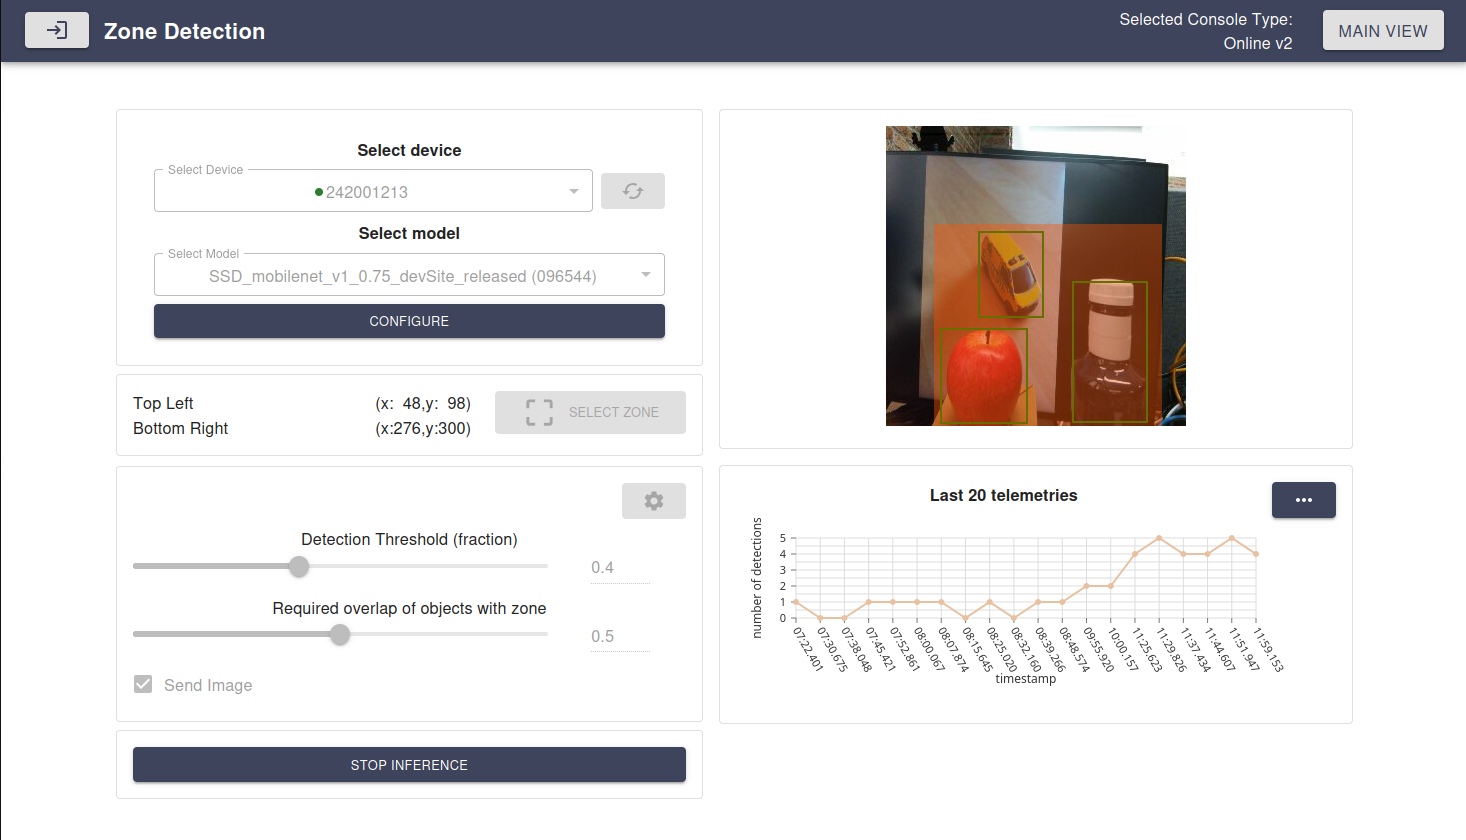 Zone Detection
Selected Console Type:
Online v2
MAIN VIEW
Select device
Select Device
242001213
Select model
Select Model
SSD_mobilenet_v1_0.75_devSite_released (096544)
CONFIGURE
Top Left (x: 48,y: 98)
Bottom Right (x:276,y:300)
SELECT ZONE
Detection Threshold (fraction)
0.4
Required overlap of objects with zone
0.5
Send Image
STOP INFERENCE
Last 20 telemetries
number of detections
5
4
3
2
1
0
07:22.401
07:30.675
07:38.048
07:45.421
07:52.861
08:00.067
08:07.874
08:15.645
08:25.020
08:32.160
08:39.266
08:48.574
09:55.920
10:00.157
11:25.623
11:29.826
11:37.434
11:44.607
11:51.947
11:59.153
timestamp